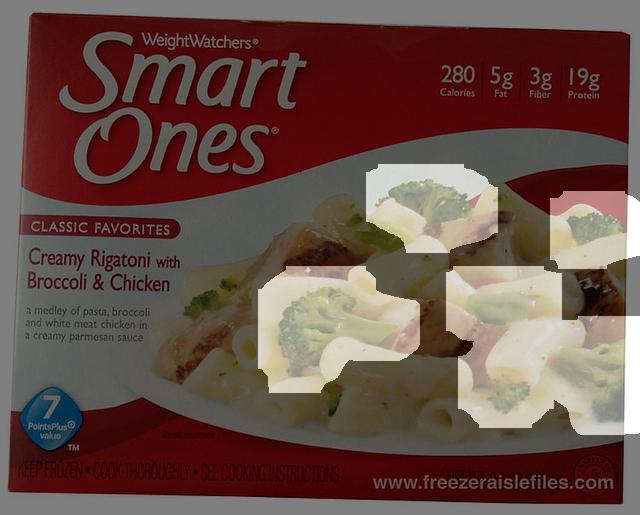 WeightWatchers®
Smart
Ones®
280 Calories 5g Fat 3g Fiber 19g Protein
CLASSIC FAVORITES
Creamy Rigatoni with
Broccoli & Chicken
a medley of pasta, broccoli
and white meat chicken in
a creamy parmesan sauce
7
PointsPlus®
value
TM
KEEP FROZEN • COOK THOROUGHLY • SEE COOKING INSTRUCTIONS
www.freezeraislefiles.com